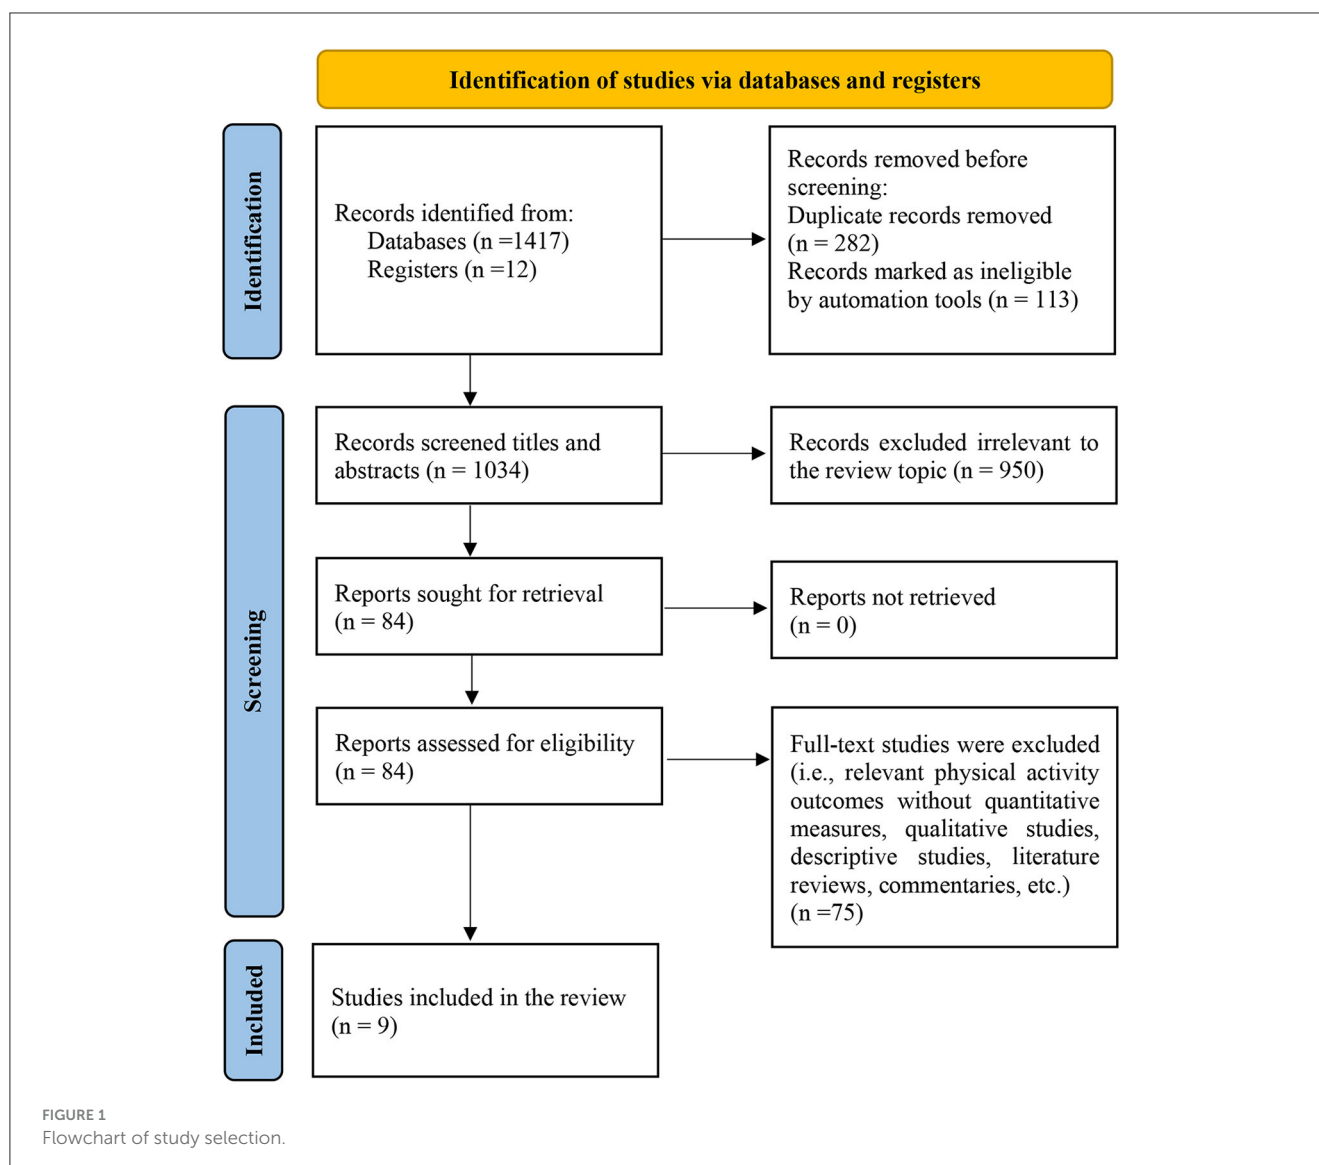 Identification of studies via databases and registers
Identification
Records identified from:
Databases (n =1417)
Registers (n =12)
Records removed before
screening:
Duplicate records removed
(n = 282)
Records marked as ineligible
by automation tools (n = 113)
Screening
Records screened titles and
abstracts (n = 1034)
Records excluded irrelevant to
the review topic (n = 950)
Reports sought for retrieval
(n = 84)
Reports not retrieved
(n = 0)
Reports assessed for eligibility
(n = 84)
Full-text studies were excluded
(i.e., relevant physical activity
outcomes without quantitative
measures, qualitative studies,
descriptive studies, literature
reviews, commentaries, etc.)
(n =75)
Included
Studies included in the review
(n = 9)
FIGURE 1
Flowchart of study selection.